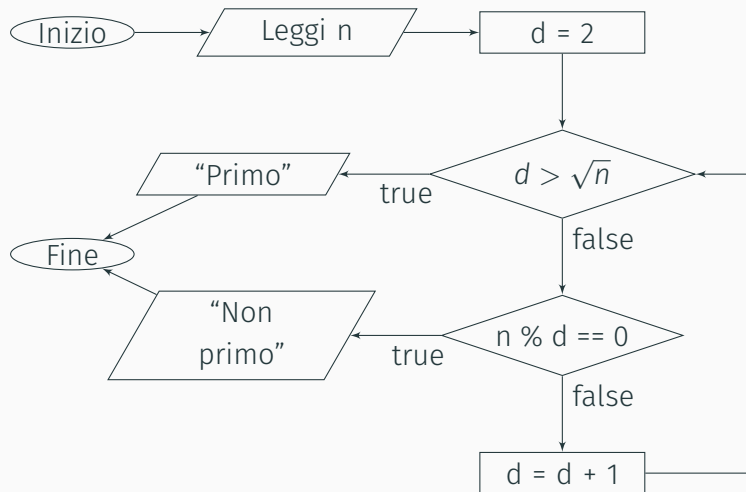 Inizio
Leggi n
d = 2
d > √n
true
“Primo”
false
Fine
n % d == 0
true
“Non
primo”
false
d = d + 1